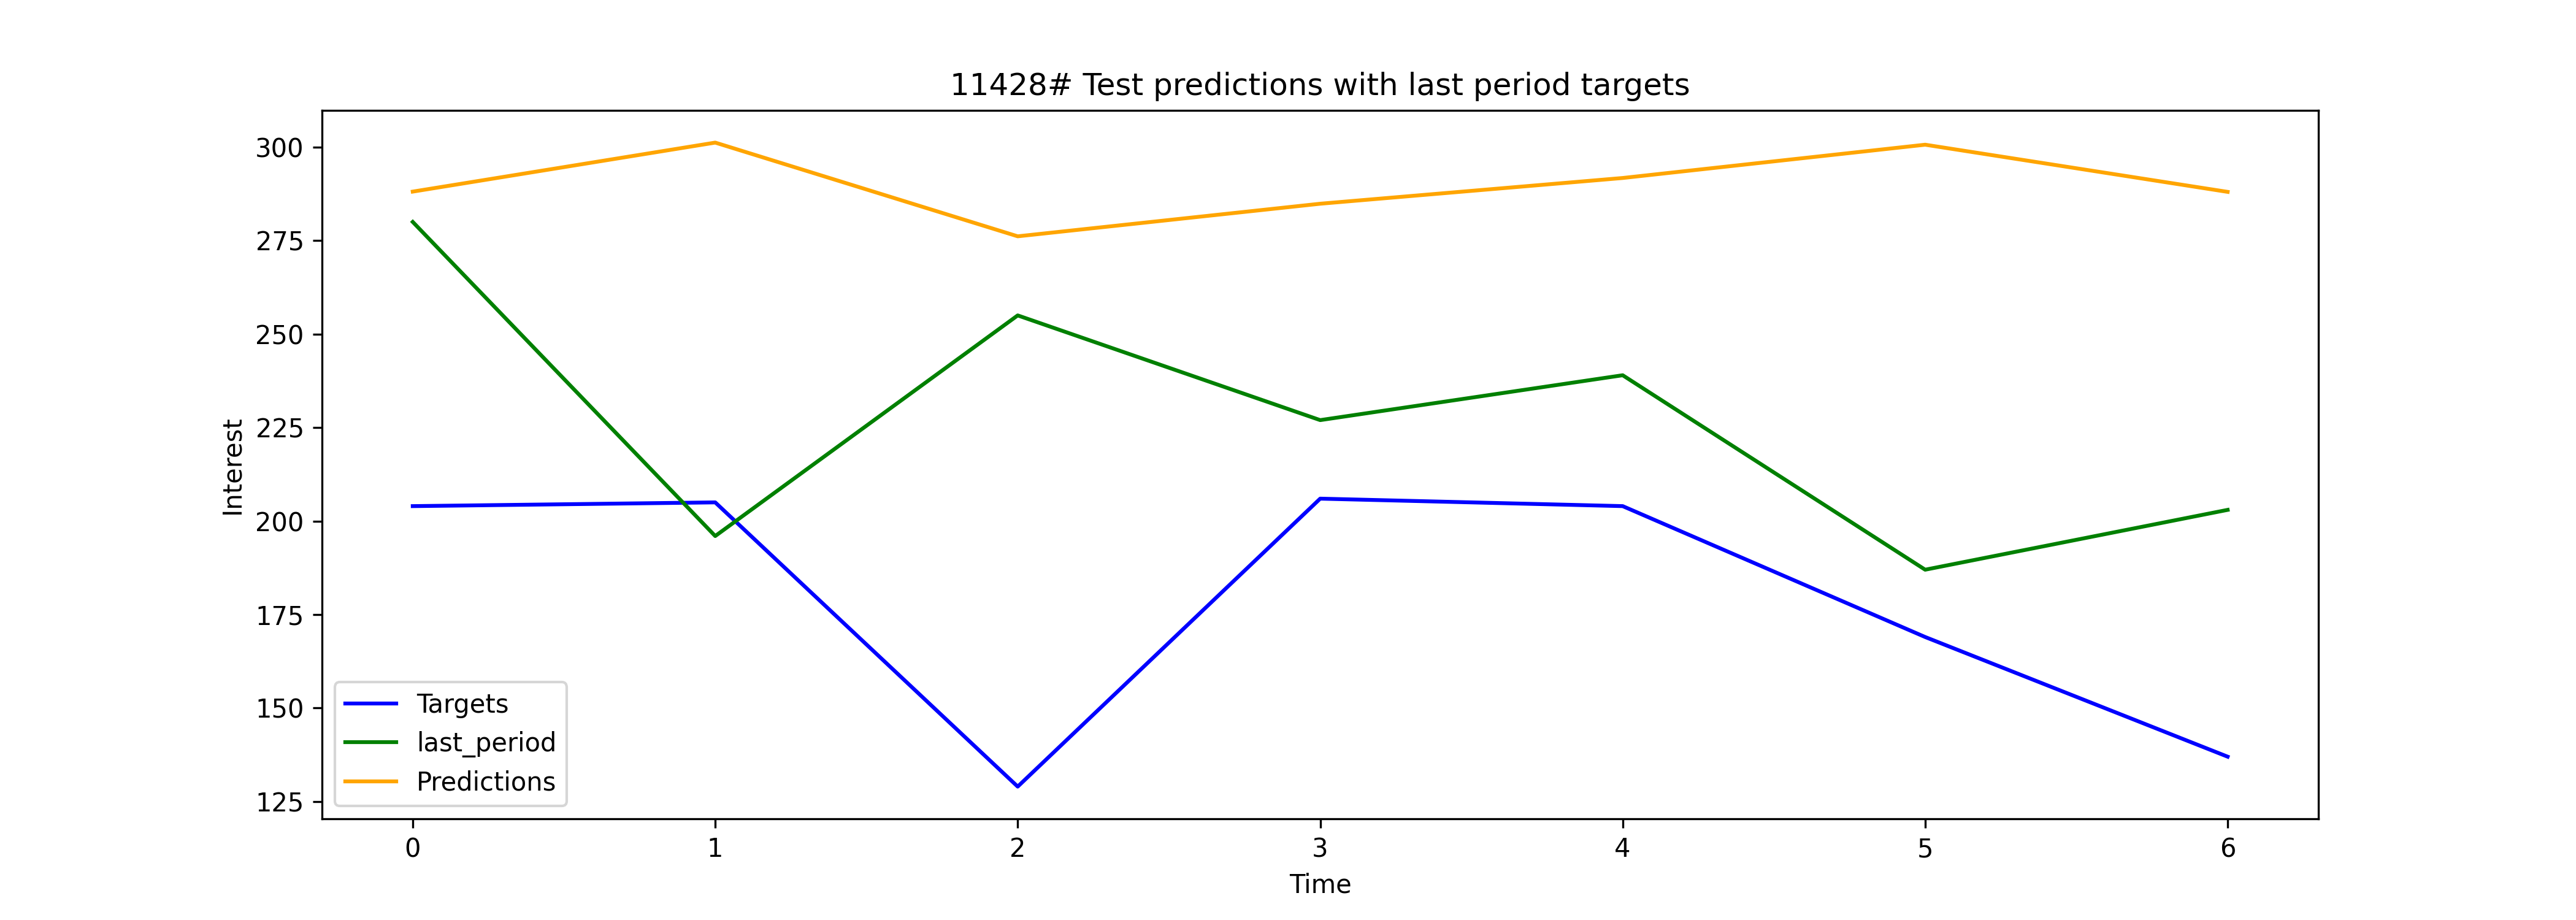 11428# Test predictions with last period targets
300
275
250
225
200
175
150
125
Interest
Targets
last_period
Predictions
0 1 2 3 4 5 6
Time